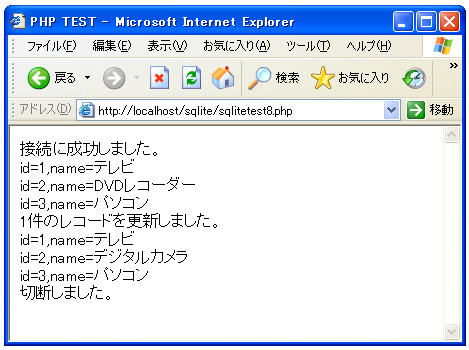 PHP TEST - Microsoft Internet Explorer
ファイル(F) 編集(E) 表示(V) お気に入り(A) ツール(T) ヘルプ(H)
戻る 検索 お気に入り
アドレス(D) http://localhost/sqlite/sqlitetest8.php 移動
接続に成功しました。
id=1,name=テレビ
id=2,name=DVDレコーダー
id=3,name=パソコン
1件のレコードを更新しました。
id=1,name=テレビ
id=2,name=デジタルカメラ
id=3,name=パソコン
切断しました。